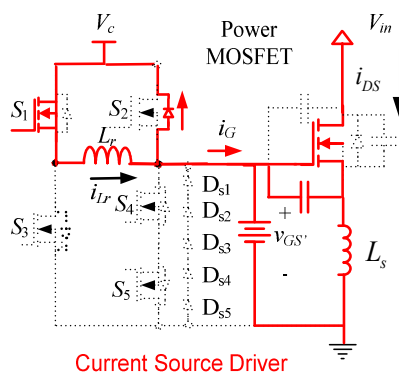 V_c
Power
MOSFET
V_in
S_1
S_2
i_DS
L_r
i_G
i_Lr
D_s1
S_4
D_s2
S_3
+
D_s3
v_GS'
L_s
D_s4
-
S_5
D_s5
Current Source Driver